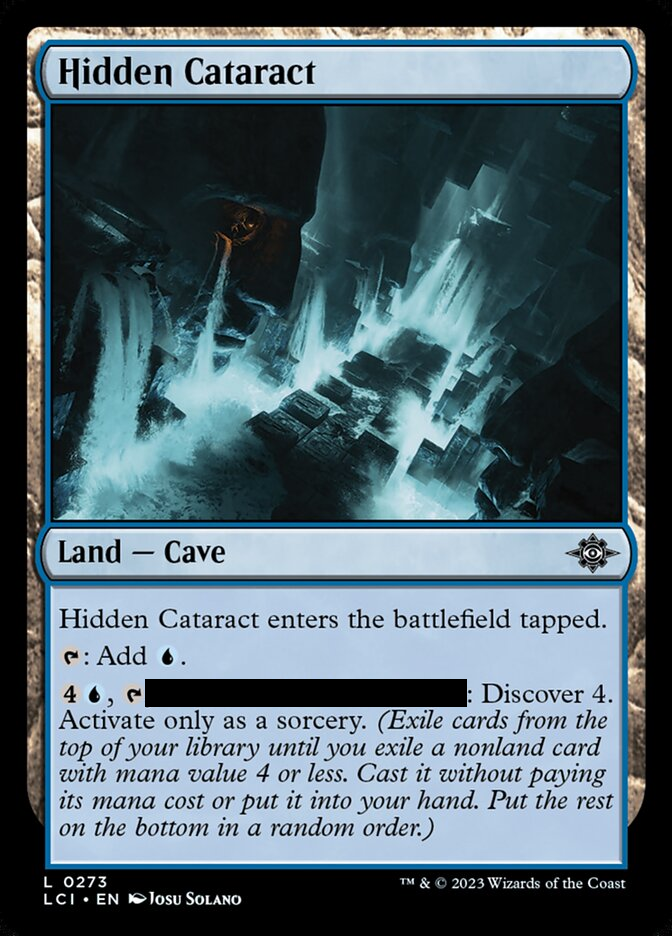 Hidden Cataract
Land — Cave
Hidden Cataract enters the battlefield tapped.
: Add .
4 , : Discover 4.
Activate only as a sorcery. (Exile cards from the
top of your library until you exile a nonland card
with mana value 4 or less. Cast it without paying
its mana cost or put it into your hand. Put the rest
on the bottom in a random order.)
L 0273
LCI • EN Josu Solano
™ & © 2023 Wizards of the Coast